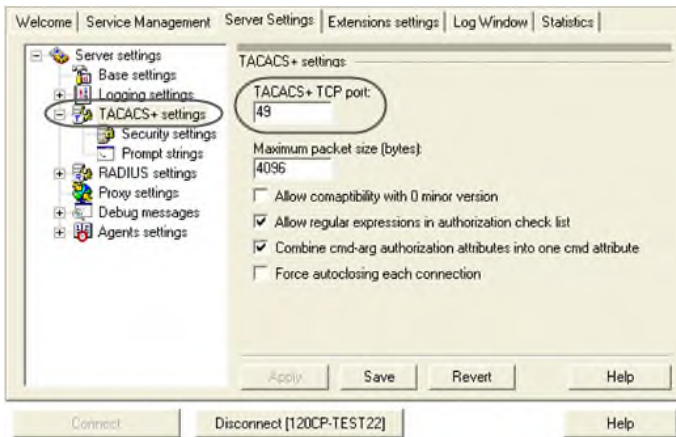 Welcome Service Management Server Settings Extensions settings Log Window Statistics
Server settings
Base settings
Logging settings
TACACS+ settings
Security settings
Prompt strings
RADIUS settings
Proxy settings
Debug messages
Agents settings
TACACS+ settings
TACACS+ TCP port:
49
Maximum packet size (bytes):
4096
Allow comaptibility with 0 minor version
Allow regular expressions in authorization check list
Combine cmd-arg authorization attributes into one cmd attribute
Force autoclosing each connection
Apply Save Revert Help
Connect Disconnect [120CP-TEST22] Help